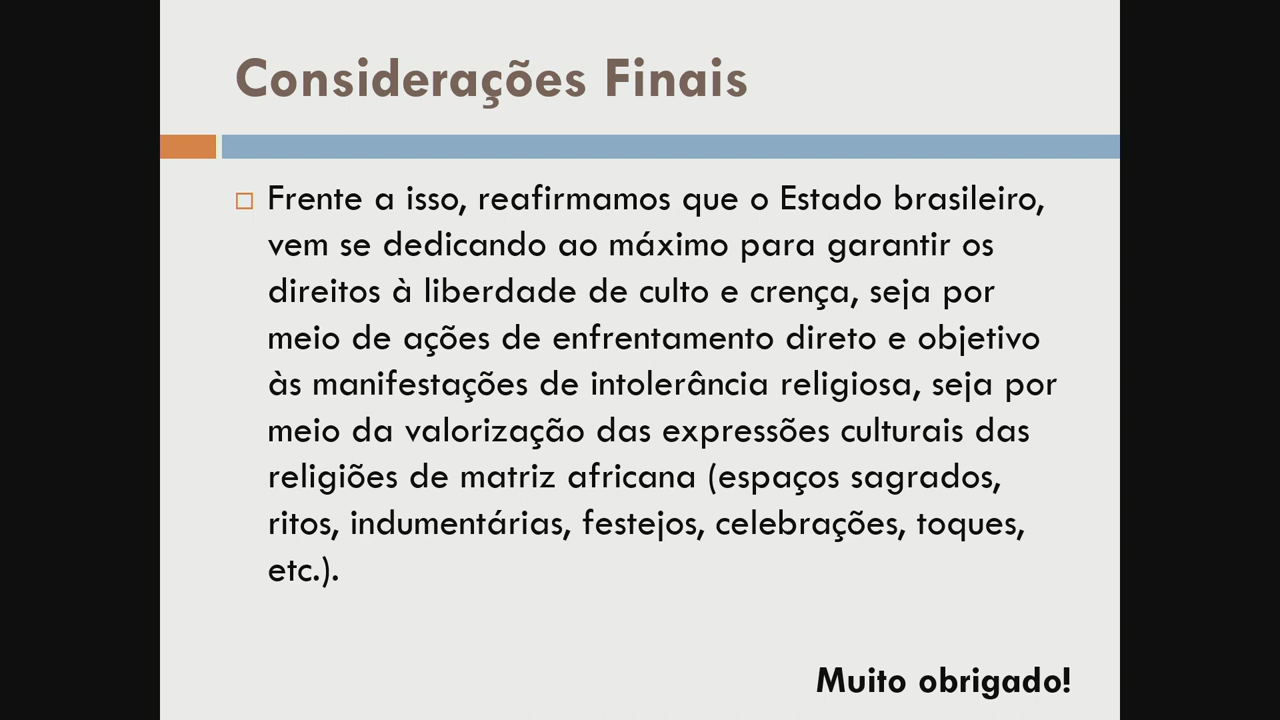 Considerações Finais
Frente a isso, reafirmamos que o Estado brasileiro,
vem se dedicando ao máximo para garantir os
direitos à liberdade de culto e crença, seja por
meio de ações de enfrentamento direto e objetivo
às manifestações de intolerância religiosa, seja por
meio da valorização das expressões culturais das
religiões de matriz africana (espaços sagrados,
ritos, indumentárias, festejos, celebrações, toques,
etc.).
Muito obrigado!